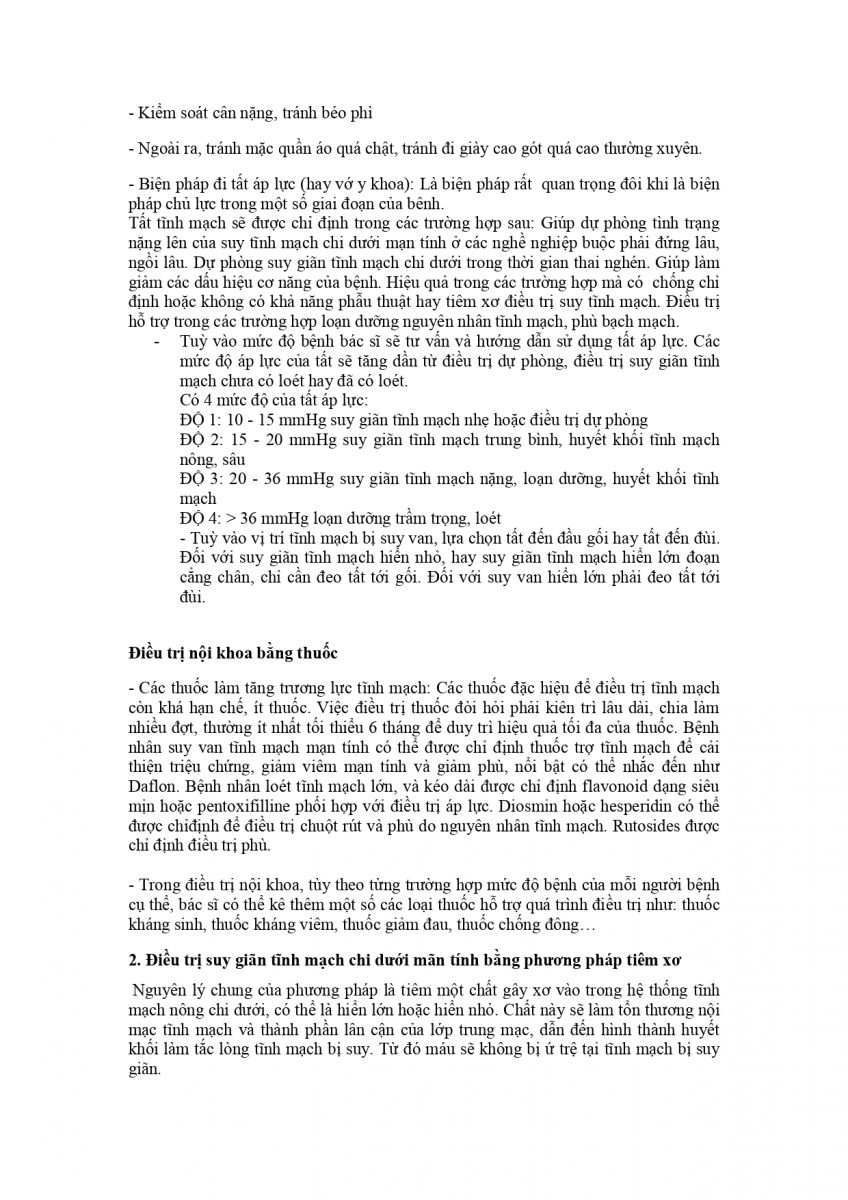 - Kiểm soát cân nặng, tránh béo phì
- Ngoài ra, tránh mặc quần áo quá chật, tránh đi giày cao gót quá cao thường xuyên.
- Biện pháp đi tất áp lực (hay vớ y khoa): Là biện pháp rất  quan trọng đôi khi là biện
pháp chủ lực trong một số giai đoạn của bênh.
Tất tĩnh mạch sẽ được chỉ định trong các trường hợp sau: Giúp dự phòng tình trạng
nặng lên của suy tĩnh mạch chi dưới mạn tính ở các nghề nghiệp buộc phải đứng lâu,
ngồi lâu. Dự phòng suy giãn tĩnh mạch chi dưới trong thời gian thai nghén. Giúp làm
giảm các dấu hiệu cơ năng của bệnh. Hiệu quả trong các trường hợp mà có  chống chỉ
định hoặc không có khả năng phẫu thuật hay tiêm xơ điều trị suy tĩnh mạch. Điều trị
hỗ trợ trong các trường hợp loạn dưỡng nguyên nhân tĩnh mạch, phù bạch mạch.
- Tuỳ vào mức độ bệnh bác sĩ sẽ tư vấn và hướng dẫn sử dụng tất áp lực. Các
mức độ áp lực của tất sẽ tăng dần từ điều trị dự phòng, điều trị suy giãn tĩnh
mạch chưa có loét hay đã có loét.
Có 4 mức độ của tất áp lực:
ĐỘ 1: 10 - 15 mmHg suy giãn tĩnh mạch nhẹ hoặc điều trị dự phòng
ĐỘ 2: 15 - 20 mmHg suy giãn tĩnh mạch trung bình, huyết khối tĩnh mạch
nông, sâu
ĐỘ 3: 20 - 36 mmHg suy giãn tĩnh mạch nặng, loạn dưỡng, huyết khối tĩnh
mạch
ĐỘ 4: > 36 mmHg loạn dưỡng trầm trọng, loét
- Tuỳ vào vị trí tĩnh mạch bị suy van, lựa chọn tất đến đầu gối hay tất đến đùi.
Đối với suy giãn tĩnh mạch hiển nhỏ, hay suy giãn tĩnh mạch hiển lớn đoạn
cẳng chân, chỉ cần đeo tất tới gối. Đối với suy van hiển lớn phải đeo tất tới
đùi.
Điều trị nội khoa bằng thuốc
- Các thuốc làm tăng trương lực tĩnh mạch: Các thuốc đặc hiệu để điều trị tĩnh mạch
còn khá hạn chế, ít thuốc. Việc điều trị thuốc đòi hỏi phải kiên trì lâu dài, chia làm
nhiều đợt, thường ít nhất tối thiểu 6 tháng để duy trì hiệu quả tối đa của thuốc. Bệnh
nhân suy van tĩnh mạch mạn tính có thể được chỉ định thuốc trợ tĩnh mạch để cải
thiện triệu chứng, giảm viêm mạn tính và giảm phù, nổi bật có thể nhắc đến như
Daflon. Bệnh nhân loét tĩnh mạch lớn, và kéo dài được chỉ định flavonoid dạng siêu
mịn hoặc pentoxifilline phối hợp với điều trị áp lực. Diosmin hoặc hesperidin có thể
được chỉđịnh để điều trị chuột rút và phù do nguyên nhân tĩnh mạch. Rutosides được
chỉ định điều trị phù.
- Trong điều trị nội khoa, tùy theo từng trường hợp mức độ bệnh của mỗi người bệnh
cụ thể, bác sĩ có thể kê thêm một số các loại thuốc hỗ trợ quá trình điều trị như: thuốc
kháng sinh, thuốc kháng viêm, thuốc giảm đau, thuốc chống đông…
2. Điều trị suy giãn tĩnh mạch chi dưới mãn tính bằng phương pháp tiêm xơ
Nguyên lý chung của phương pháp là tiêm một chất gây xơ vào trong hệ thống tĩnh
mạch nông chi dưới, có thể là hiển lớn hoặc hiển nhỏ. Chất này sẽ làm tổn thương nội
mạc tĩnh mạch và thành phần lân cận của lớp trung mạc, dẫn đến hình thành huyết
khối làm tắc lòng tĩnh mạch bị suy. Từ đó máu sẽ không bị ứ trệ tại tĩnh mạch bị suy
giãn.